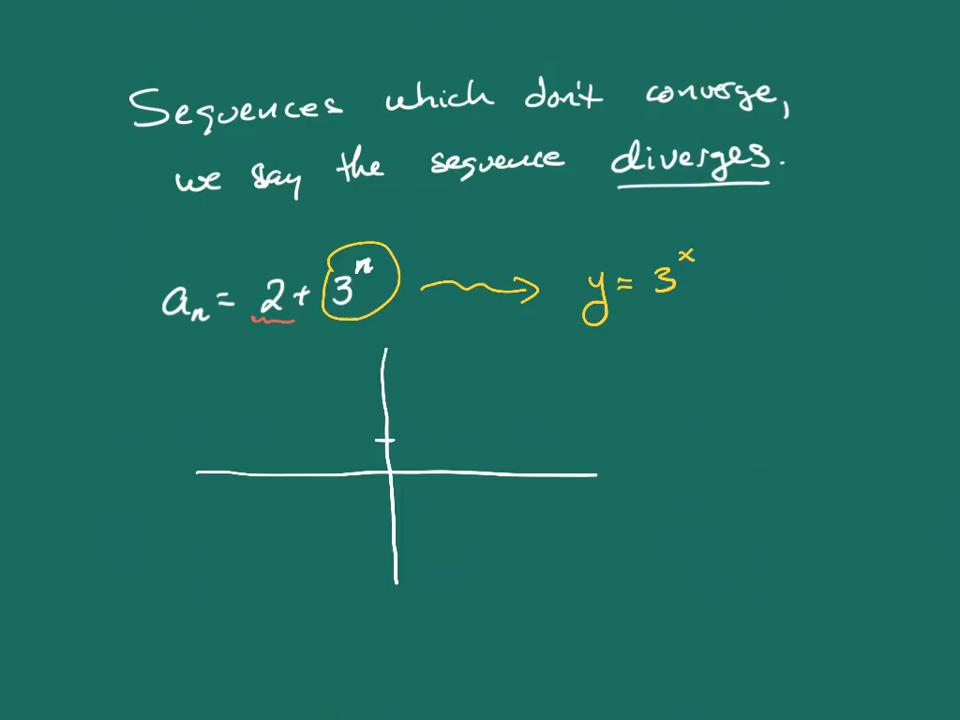 Sequences which don't converge,
we say the sequence diverges.
aₙ = 2 + 3ⁿ y = 3ˣ